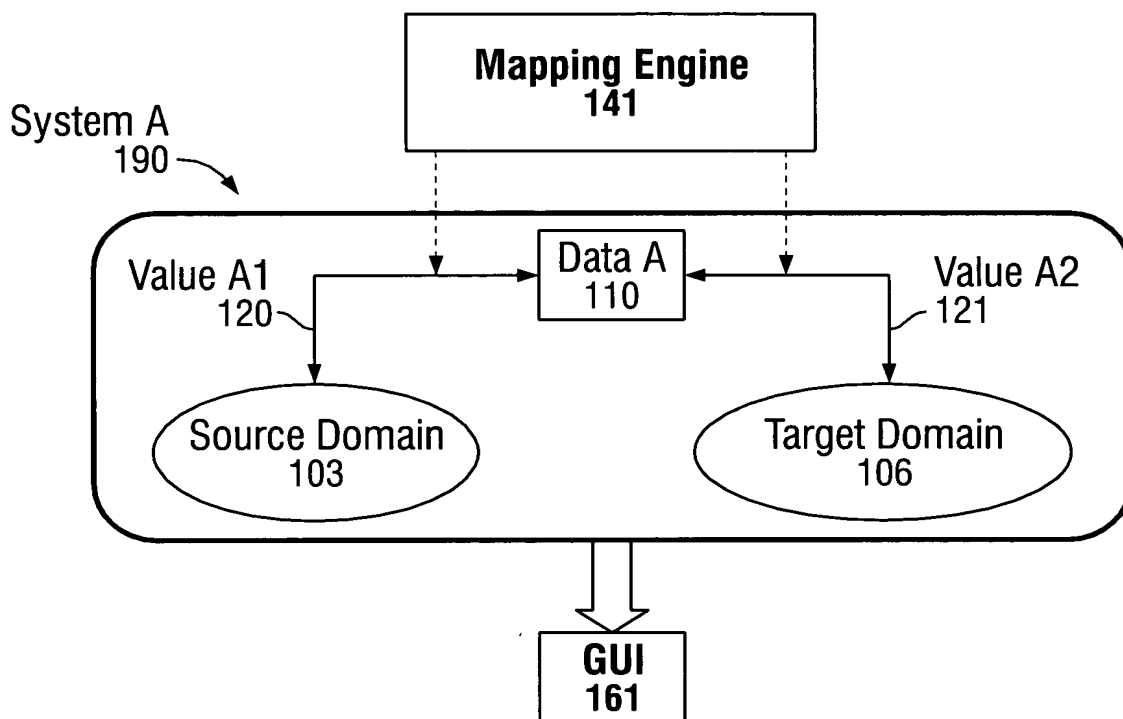 Mapping Engine
141
System A
190
Data A
110
Value A1
120
Value A2
121
Source Domain
103
Target Domain
106
GUI
161